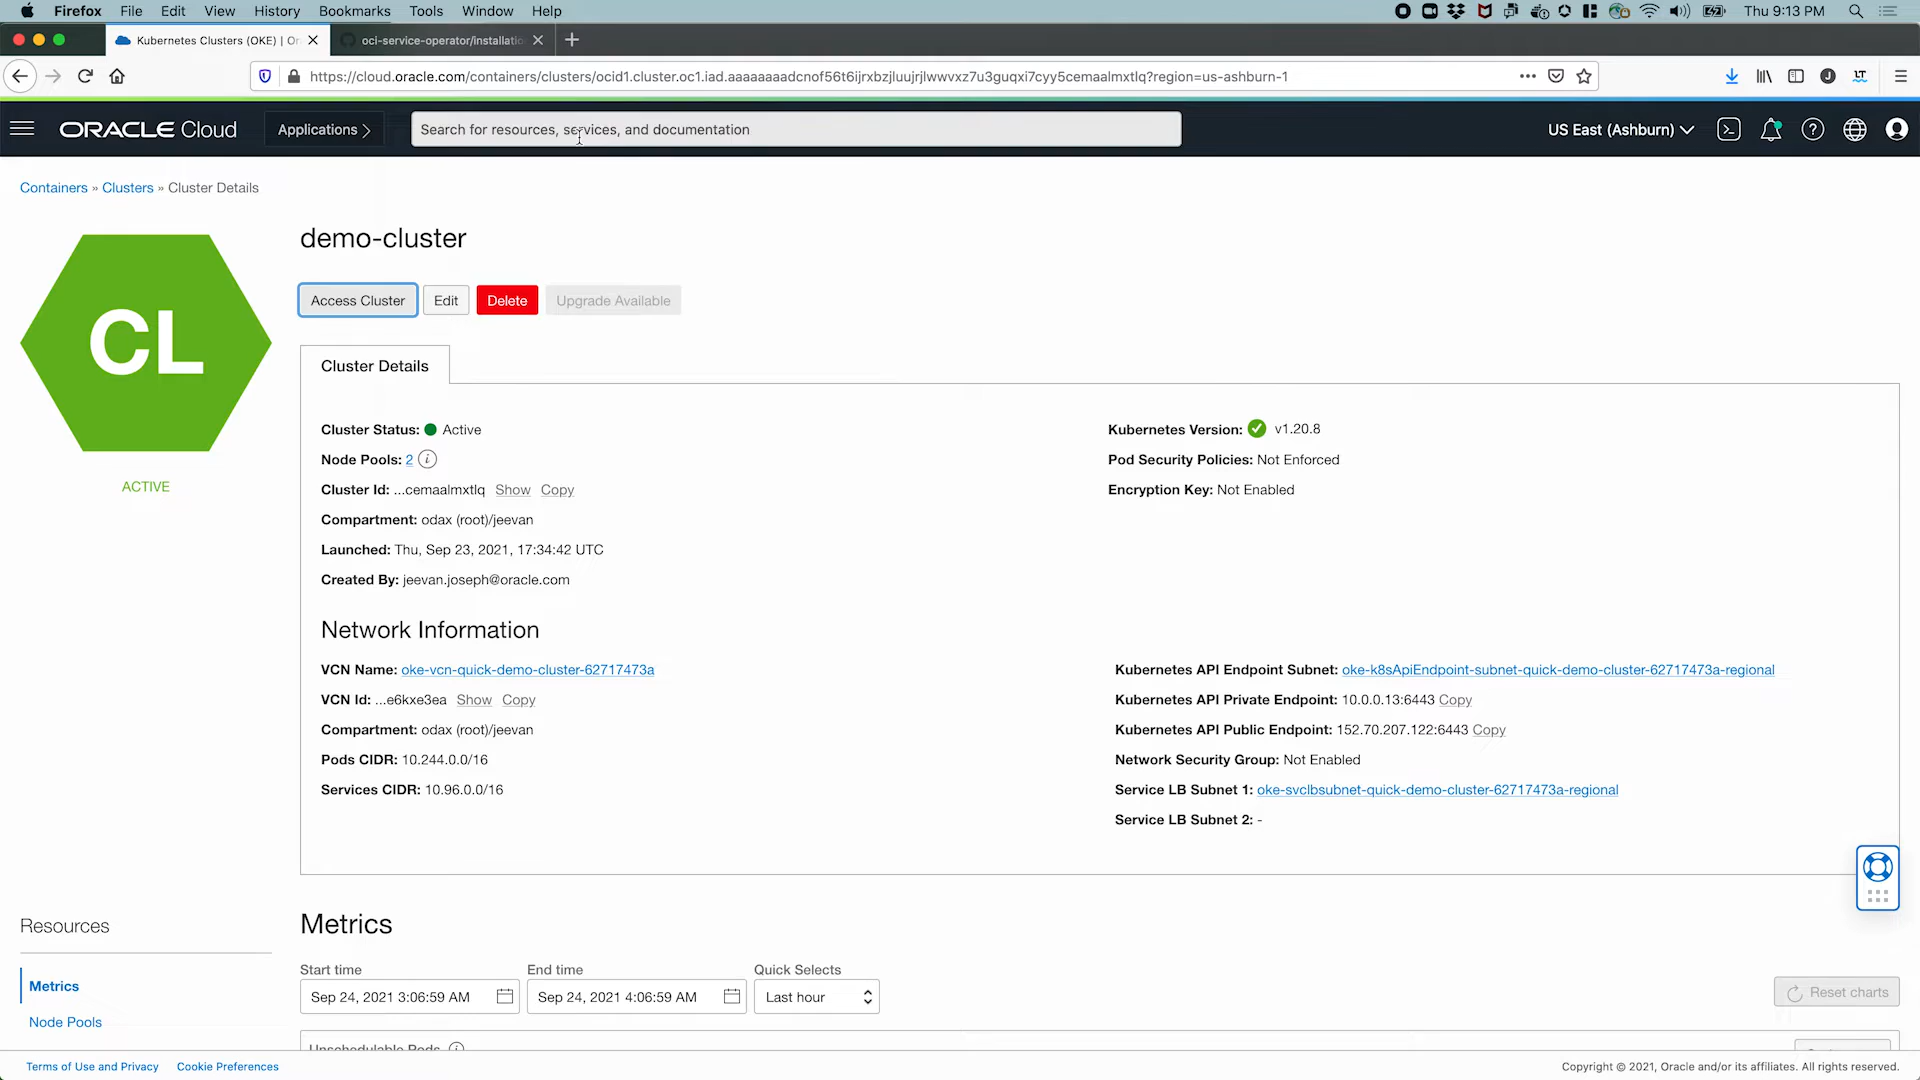 Firefox File Edit View History Bookmarks Tools Window Help
Thu 9:13 PM
Kubernetes Clusters (OKE) | Or
oci-service-operator/installatio
https://cloud.oracle.com/containers/clusters/ocid1.cluster.oc1.iad.aaaaaaaadcnof56t6ijrxbzjluujrjlwwvxz7u3guqxi7cyy5cemaalmxtlq?region=us-ashburn-1
ORACLE Cloud
Applications
Search for resources, services, and documentation
US East (Ashburn)
Containers » Clusters » Cluster Details
CL
ACTIVE
demo-cluster
Access Cluster
Edit
Delete
Upgrade Available
Cluster Details
Cluster Status: Active
Node Pools: 2
Cluster Id: ...cemaalmxtlq Show Copy
Compartment: odax (root)/jeevan
Launched: Thu, Sep 23, 2021, 17:34:42 UTC
Created By: jeevan.joseph@oracle.com
Kubernetes Version: v1.20.8
Pod Security Policies: Not Enforced
Encryption Key: Not Enabled
Network Information
VCN Name: oke-vcn-quick-demo-cluster-62717473a
VCN Id: ...e6kxe3ea Show Copy
Compartment: odax (root)/jeevan
Pods CIDR: 10.244.0.0/16
Services CIDR: 10.96.0.0/16
Kubernetes API Endpoint Subnet: oke-k8sApiEndpoint-subnet-quick-demo-cluster-62717473a-regional
Kubernetes API Private Endpoint: 10.0.0.13:6443 Copy
Kubernetes API Public Endpoint: 152.70.207.122:6443 Copy
Network Security Group: Not Enabled
Service LB Subnet 1: oke-svclbsubnet-quick-demo-cluster-62717473a-regional
Service LB Subnet 2: -
Resources
Metrics
Node Pools
Metrics
Start time
Sep 24, 2021 3:06:59 AM
End time
Sep 24, 2021 4:06:59 AM
Quick Selects
Last hour
Reset charts
Unschedulable Pods
Terms of Use and Privacy
Cookie Preferences
Copyright © 2021, Oracle and/or its affiliates. All rights reserved.